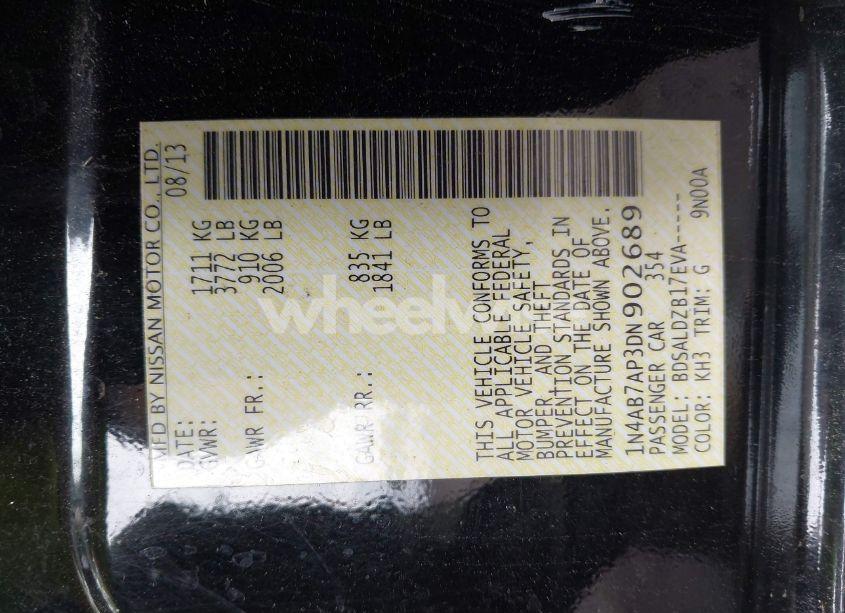 MFD BY NISSAN MOTOR CO., LTD.
DATE: 08/13
GVWR: 1711 KG
3772 LB
GAWR FR.: 910 KG
2006 LB
GAWR RR.: 835 KG
1841 LB
THIS VEHICLE CONFORMS TO
ALL APPLICABLE FEDERAL
MOTOR VEHICLE SAFETY,
BUMPER AND THEFT
PREVENTION STANDARDS IN
EFFECT ON THE DATE OF
MANUFACTURE SHOWN ABOVE.
1N4AB7AP3DN902689
PASSENGER CAR 354
MODEL: BDSALDZB17EVA-----
COLOR: KH3 TRIM: G 9N00A